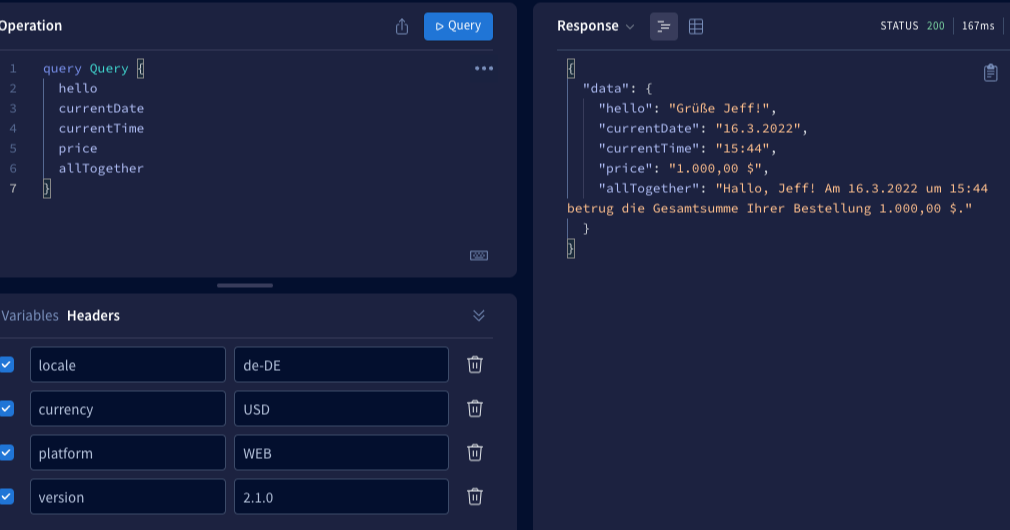 Operation
Query
1 query Query {
2 hello
3 currentDate
4 currentTime
5 price
6 allTogether
7 }
Variables Headers
locale de-DE
currency USD
platform WEB
version 2.1.0
Response STATUS 200 167ms
{
"data": {
"hello": "Grüße Jeff!",
"currentDate": "16.3.2022",
"currentTime": "15:44",
"price": "1.000,00 $",
"allTogether": "Hallo, Jeff! Am 16.3.2022 um 15:44
betrug die Gesamtsumme Ihrer Bestellung 1.000,00 $."
}
}